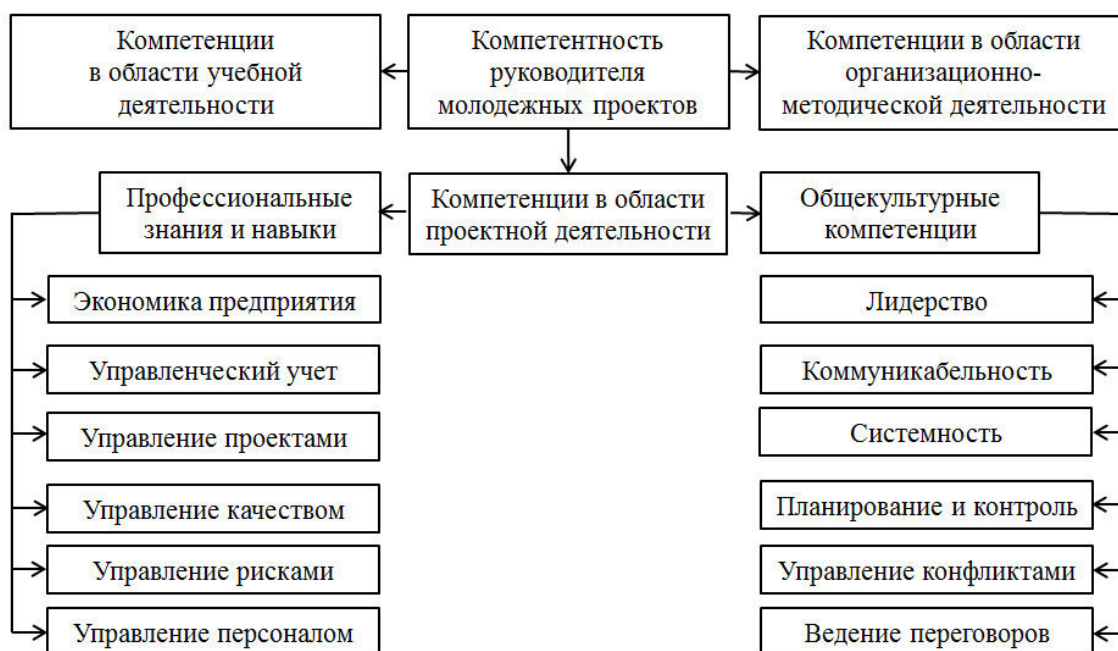 Компетенции
в области учебной
деятельности
Компетентность
руководителя
молодежных проектов
Компетенции в области
организационно-
методической деятельности
Профессиональные
знания и навыки
Компетенции в области
проектной деятельности
Общекультурные
компетенции
Экономика предприятия
Управленческий учет
Управление проектами
Управление качеством
Управление рисками
Управление персоналом
Лидерство
Коммуникабельность
Системность
Планирование и контроль
Управление конфликтами
Ведение переговоров